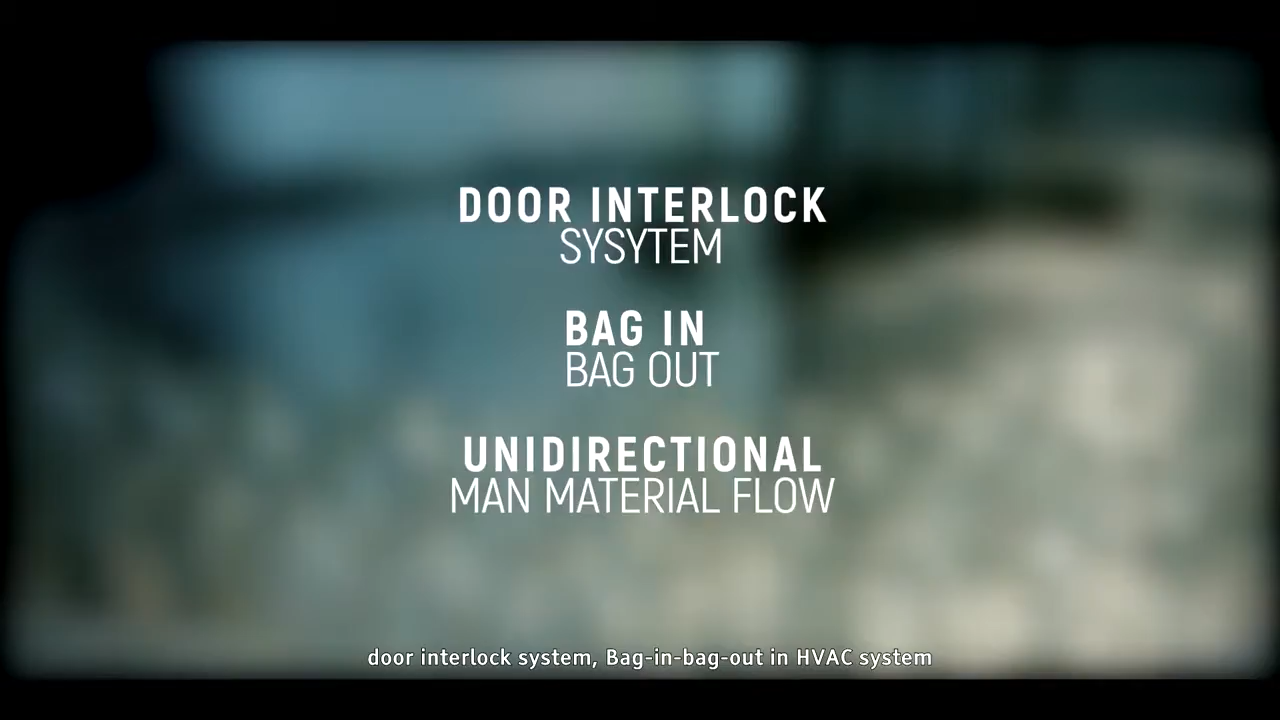 DOOR INTERLOCK
SYSYTEM
BAG IN
BAG OUT
UNIDIRECTIONAL
MAN MATERIAL FLOW
door interlock system, Bag-in-bag-out in HVAC system